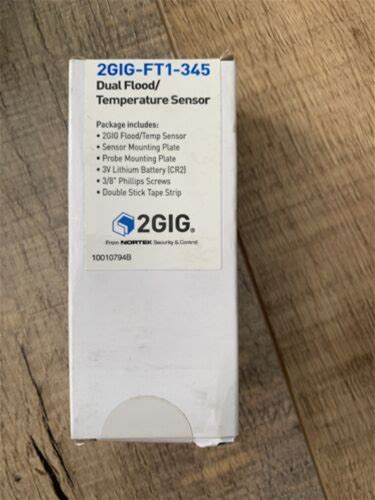 2GIG-FT1-345
Dual Flood/
Temperature Sensor
Package includes:
• 2GIG Flood/Temp Sensor
• Sensor Mounting Plate
• Probe Mounting Plate
• 3V Lithium Battery (CR2)
• 3/8" Phillips Screws
• Double Stick Tape Strip
2GIG®
From NORTEK Security & Control
10010794B